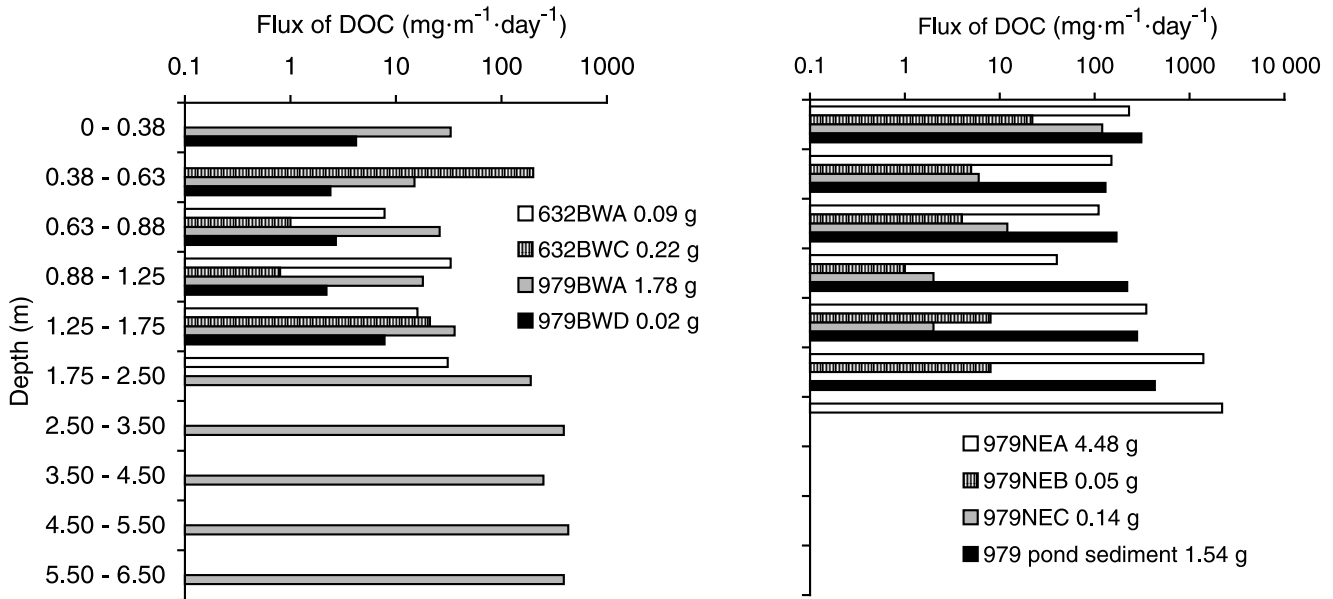 Flux of DOC (mg·m⁻¹·day⁻¹)
0.1 1 10 100 1000
Depth (m)
0 - 0.38
0.38 - 0.63
0.63 - 0.88
0.88 - 1.25
1.25 - 1.75
1.75 - 2.50
2.50 - 3.50
3.50 - 4.50
4.50 - 5.50
5.50 - 6.50
632BWA 0.09 g
632BWC 0.22 g
979BWA 1.78 g
979BWD 0.02 g
Flux of DOC (mg·m⁻¹·day⁻¹)
0.1 1 10 100 1000 10 000
979NEA 4.48 g
979NEB 0.05 g
979NEC 0.14 g
979 pond sediment 1.54 g